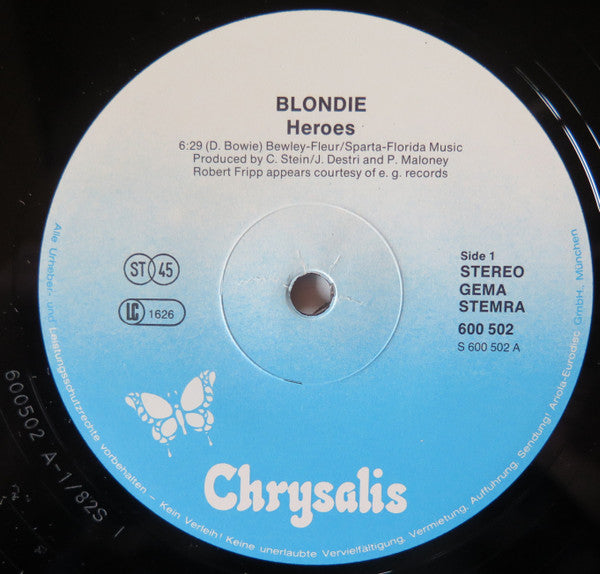 BLONDIE
Heroes
6:29 (D. Bowie) Bewley-Fleur/Sparta-Florida Music
Produced by C. Stein/J. Destri and P. Maloney
Robert Fripp appears courtesy of e. g. records
ST 45
LC 1626
Side 1
STEREO
GEMA
STEMRA
600 502
S 600 502 A
Chrysalis
Alle Urheber- und Leistungsschutzrechte vorbehalten – Kein Verleih! Keine unerlaubte Vervielfältigung, Vermietung, Aufführung, Sendung! Ariola-Eurodisc GmbH., München
600502 A-1/82S